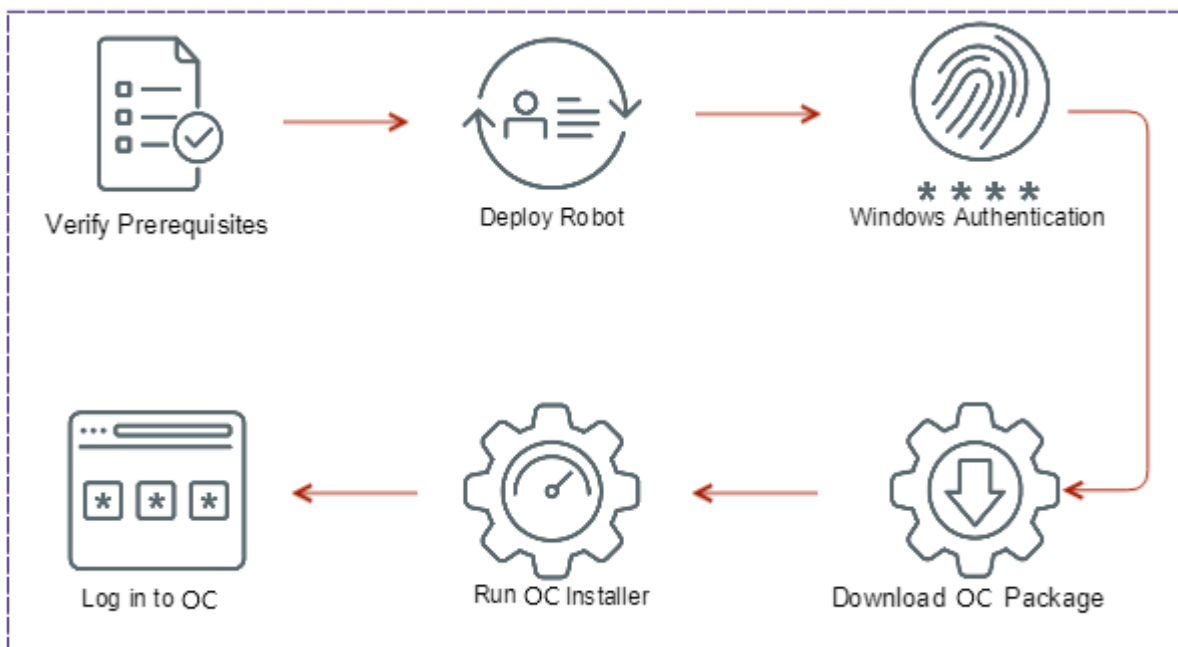 Verify Prerequisites
Deploy Robot
* * * *
Windows Authentication
* * *
Log in to OC
Run OC Installer
Download OC Package